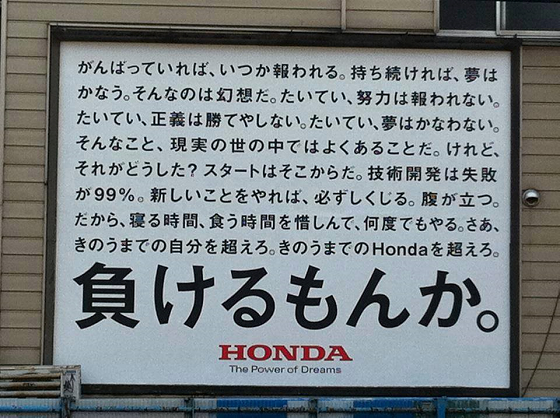 がんばっていれば、いつか報われる。持ち続ければ、夢は
かなう。そんなのは幻想だ。たいてい、努力は報われない。
たいてい、正義は勝てやしない。たいてい、夢はかなわない。
そんなこと、現実の世の中ではよくあることだ。けれど、
それがどうした？スタートはそこからだ。技術開発は失敗
が99%。新しいことをやれば、必ずしくじる。腹が立つ。
だから、寝る時間、食う時間を惜しんで、何度でもやる。さあ、
きのうまでの自分を超えろ。きのうまでのHondaを超えろ。
負けるもんか。
HONDA
The Power of Dreams